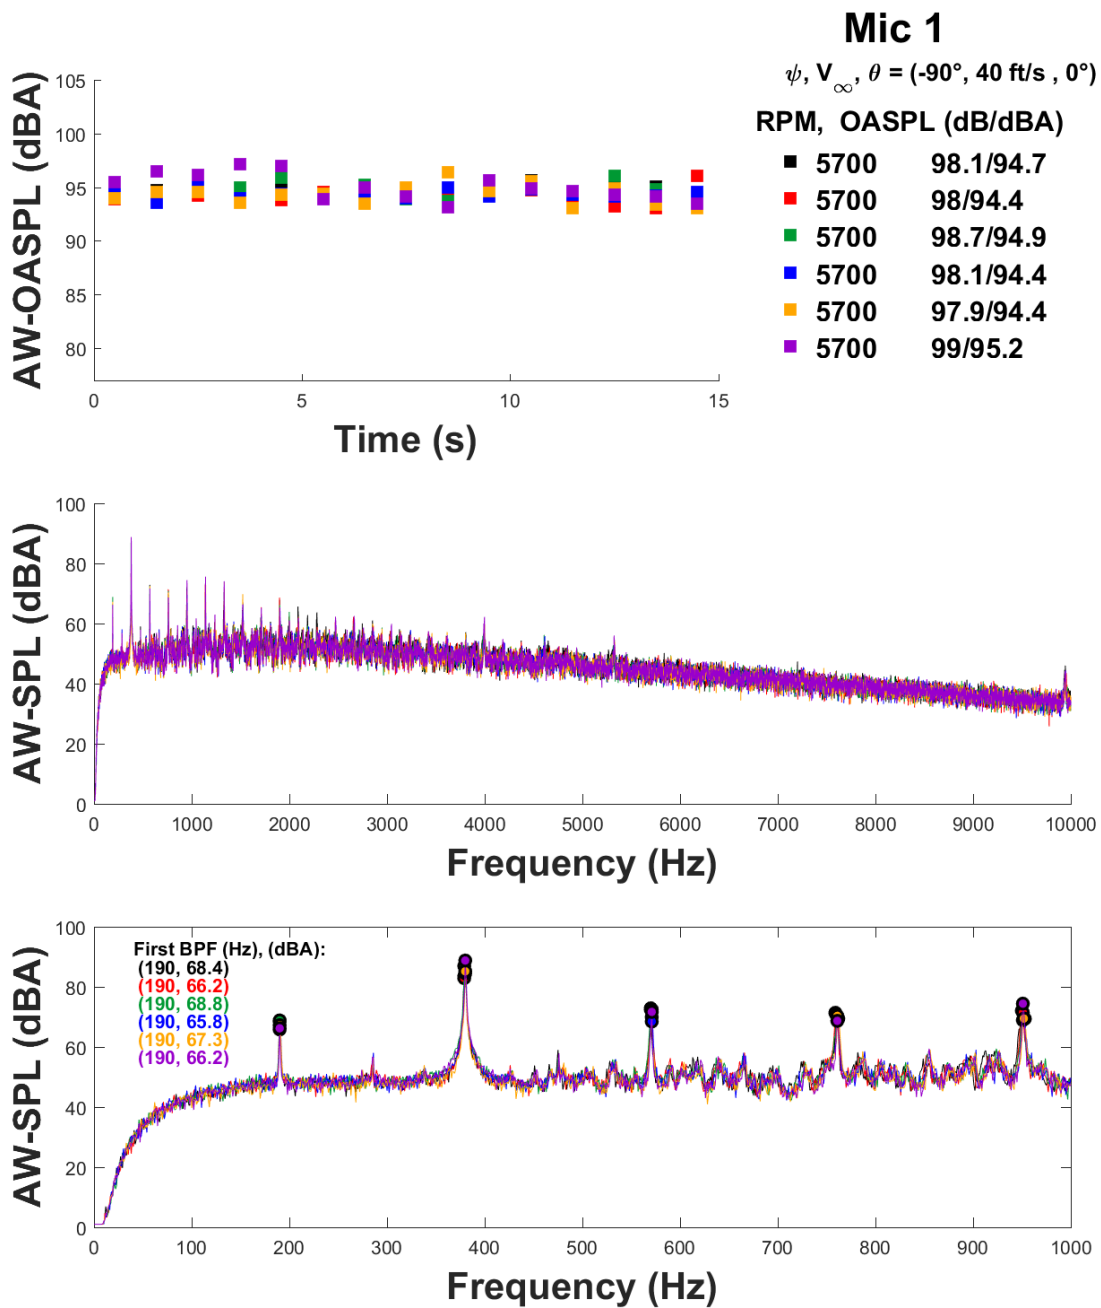 Mic 1
ψ, V∞, θ = (-90°, 40 ft/s , 0°)
RPM, OASPL (dB/dBA)
5700 98.1/94.7
5700 98/94.4
5700 98.7/94.9
5700 98.1/94.4
5700 97.9/94.4
5700 99/95.2
AW-OASPL (dBA)
105
100
95
90
85
80
0 5 10 15
Time (s)
AW-SPL (dBA)
100
80
60
40
20
0
0 1000 2000 3000 4000 5000 6000 7000 8000 9000 10000
Frequency (Hz)
AW-SPL (dBA)
100
80
60
40
20
0
First BPF (Hz), (dBA):
(190, 68.4)
(190, 66.2)
(190, 68.8)
(190, 65.8)
(190, 67.3)
(190, 66.2)
0 100 200 300 400 500 600 700 800 900 1000
Frequency (Hz)